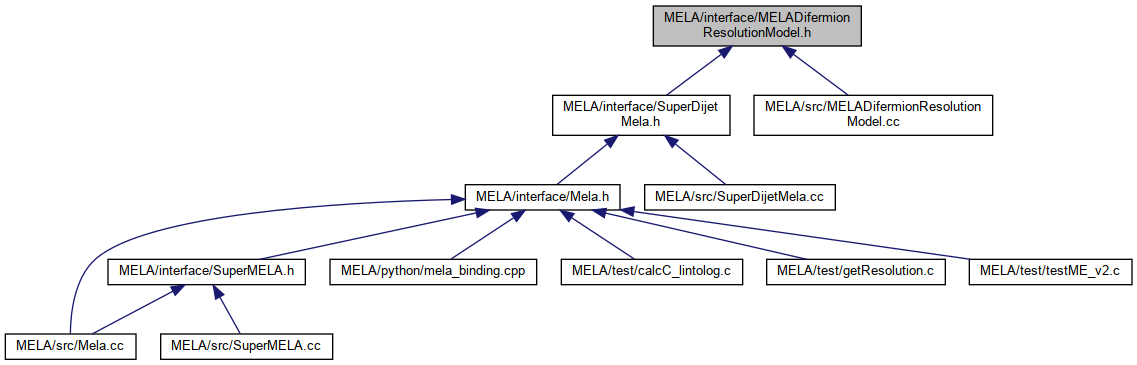 MELA/interface/MELADifermion
ResolutionModel.h
MELA/interface/SuperDijet
Mela.h
MELA/src/MELADifermionResolution
Model.cc
MELA/interface/Mela.h
MELA/src/SuperDijetMela.cc
MELA/interface/SuperMELA.h
MELA/python/mela_binding.cpp
MELA/test/calcC_lintolog.c
MELA/test/getResolution.c
MELA/test/testME_v2.c
MELA/src/Mela.cc
MELA/src/SuperMELA.cc